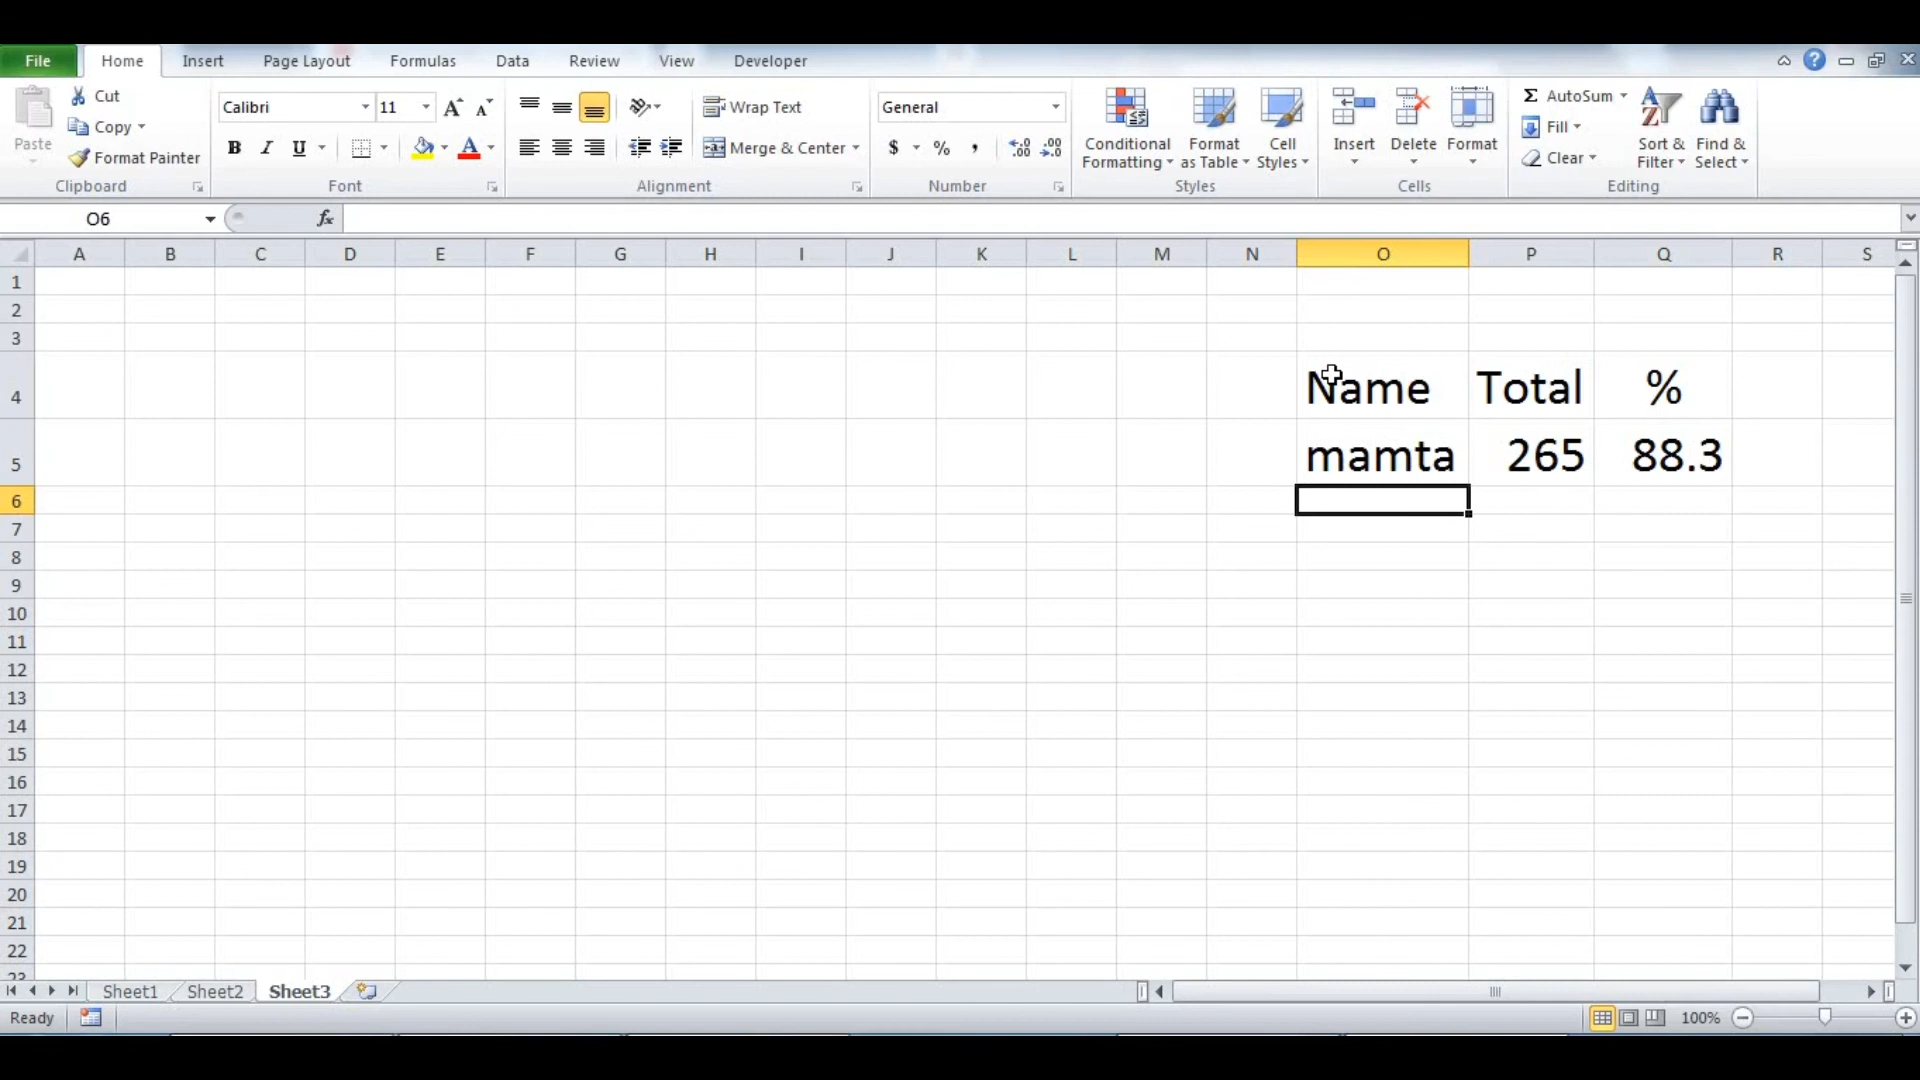 File Home Insert Page Layout Formulas Data Review View Developer
Cut
Copy
Format Painter
Paste
Clipboard
Calibri 11
B I U
Font
Wrap Text
Merge & Center
Alignment
General
$ % ,
Number
Conditional Formatting
Format as Table
Cell Styles
Styles
Insert Delete Format
Cells
Σ AutoSum
Fill
Clear
Sort & Filter
Find & Select
Editing
O6 fx
A B C D E F G H I J K L M N O P Q R S
1
2
3
4 Name Total %
5 mamta 265 88.3
6
7
8
9
10
11
12
13
14
15
16
17
18
19
20
21
22
23
Sheet1 Sheet2 Sheet3
Ready 100%